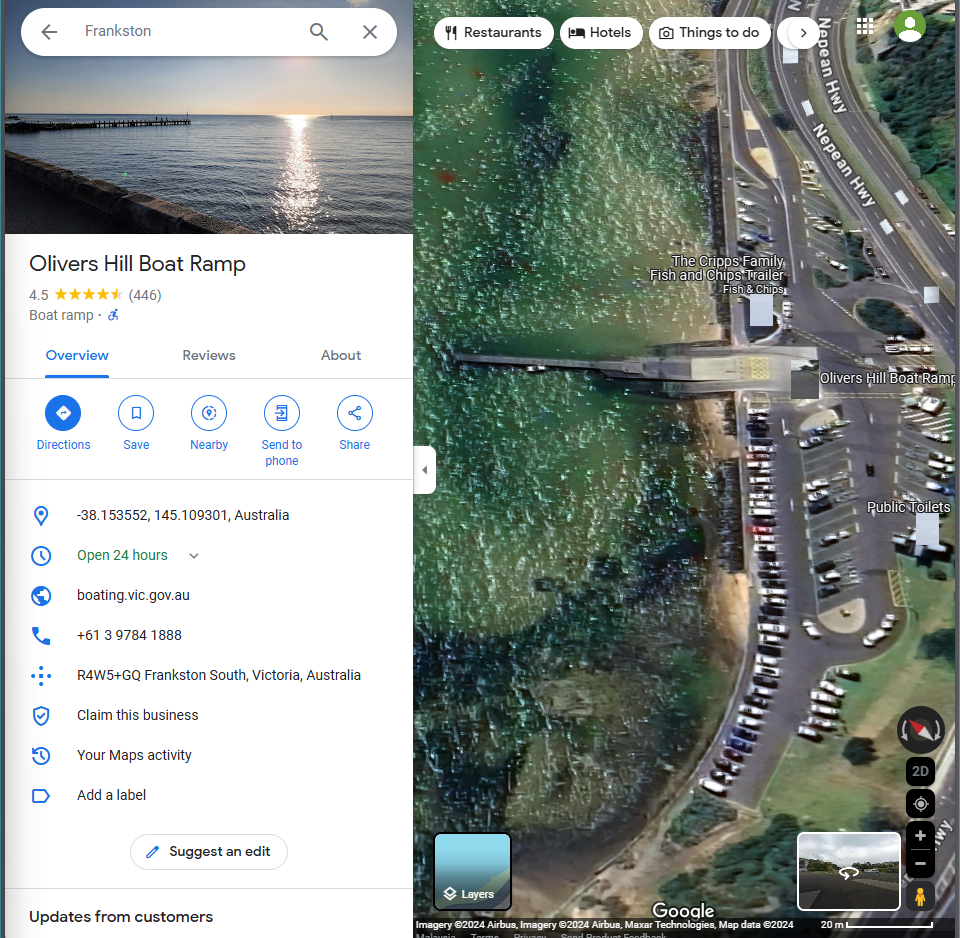 Frankston
Olivers Hill Boat Ramp
4.5 (446)
Boat ramp ·
Overview
Reviews
About
Directions
Save
Nearby
Send to
phone
Share
-38.153552, 145.109301, Australia
Open 24 hours
boating.vic.gov.au
+61 3 9784 1888
R4W5+GQ Frankston South, Victoria, Australia
Claim this business
Your Maps activity
Add a label
Suggest an edit
Updates from customers
Restaurants
Hotels
Things to do
Nepean Hwy
Nepean Hwy
The Cripps Family
Fish and Chips Trailer
Fish & Chips
Olivers Hill Boat Ramp
Public Toilets
2D
Layers
Google
Imagery ©2024 Airbus, Imagery ©2024 Airbus, Maxar Technologies, Map data ©2024
20 m
Malaysia Terms Privacy Send Product Feedback